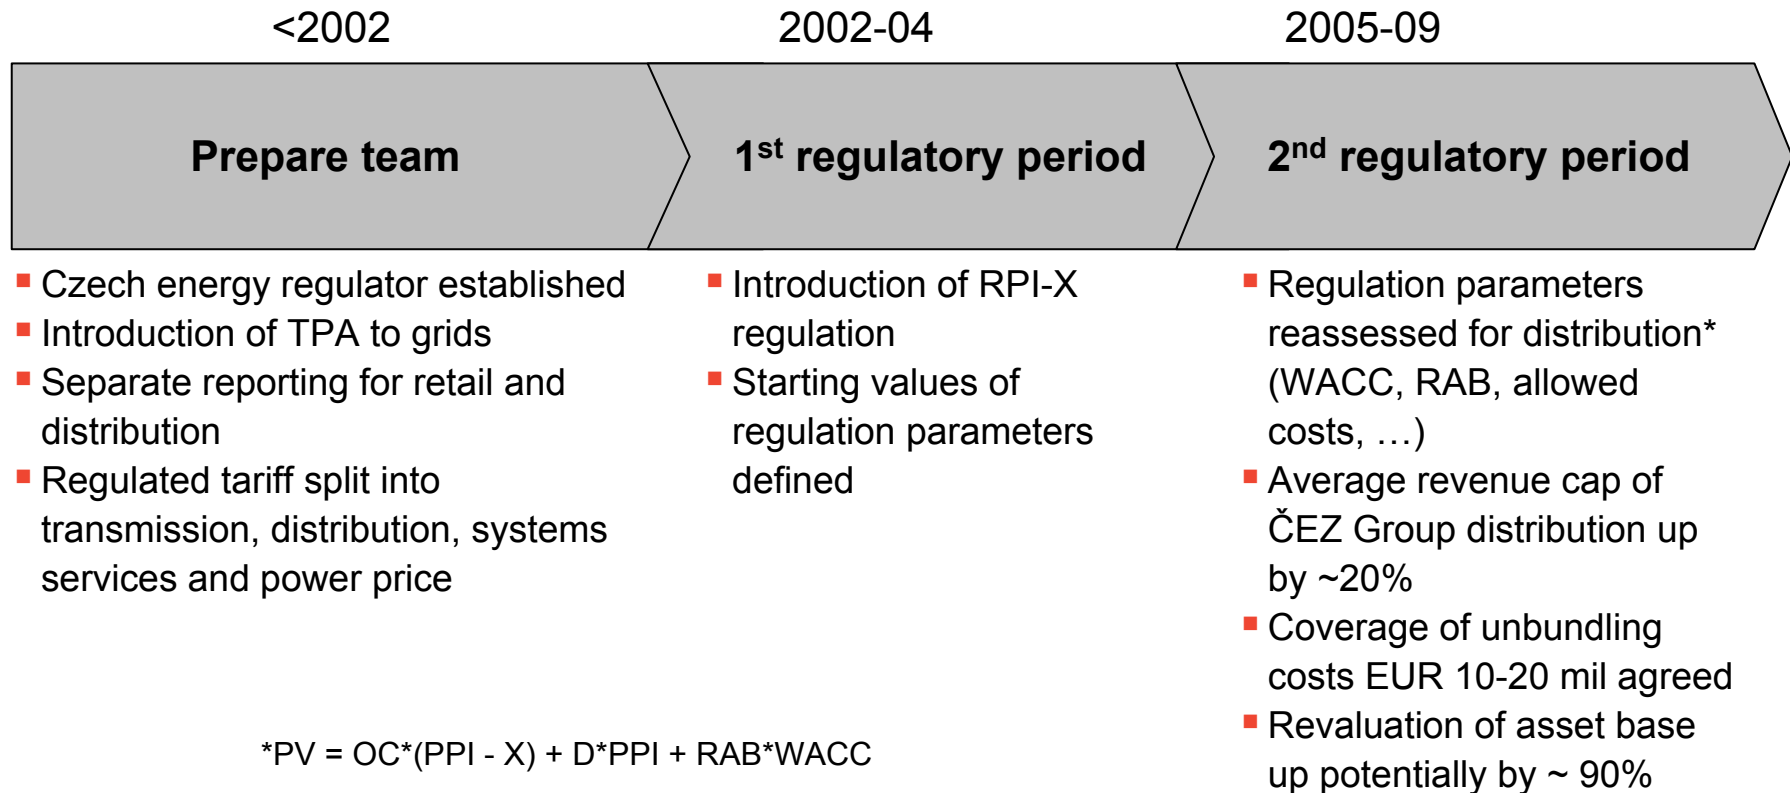 <2002
2002-04
2005-09
Prepare team
1st regulatory period
2nd regulatory period
Czech energy regulator established
Introduction of TPA to grids
Separate reporting for retail and
distribution
Regulated tariff split into
transmission, distribution, systems
services and power price
Introduction of RPI-X
regulation
Starting values of
regulation parameters
defined
Regulation parameters
reassessed for distribution*
(WACC, RAB, allowed
costs, …)
Average revenue cap of
ČEZ Group distribution up
by ~20%
Coverage of unbundling
costs EUR 10-20 mil agreed
Revaluation of asset base
up potentially by ~ 90%
*PV = OC*(PPI - X) + D*PPI + RAB*WACC